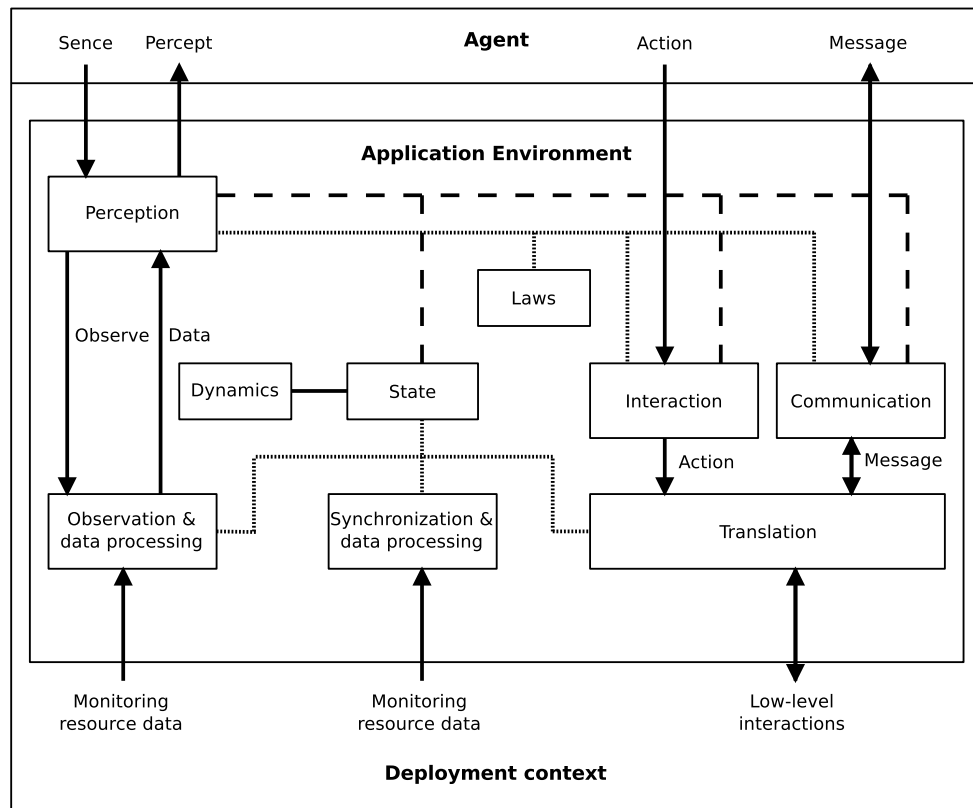 Sence
Percept
Agent
Action
Message
Application Environment
Perception
Laws
Observe
Data
Dynamics
State
Interaction
Communication
Action
Message
Observation &
data processing
Synchronization &
data processing
Translation
Monitoring
resource data
Monitoring
resource data
Low-level
interactions
Deployment context